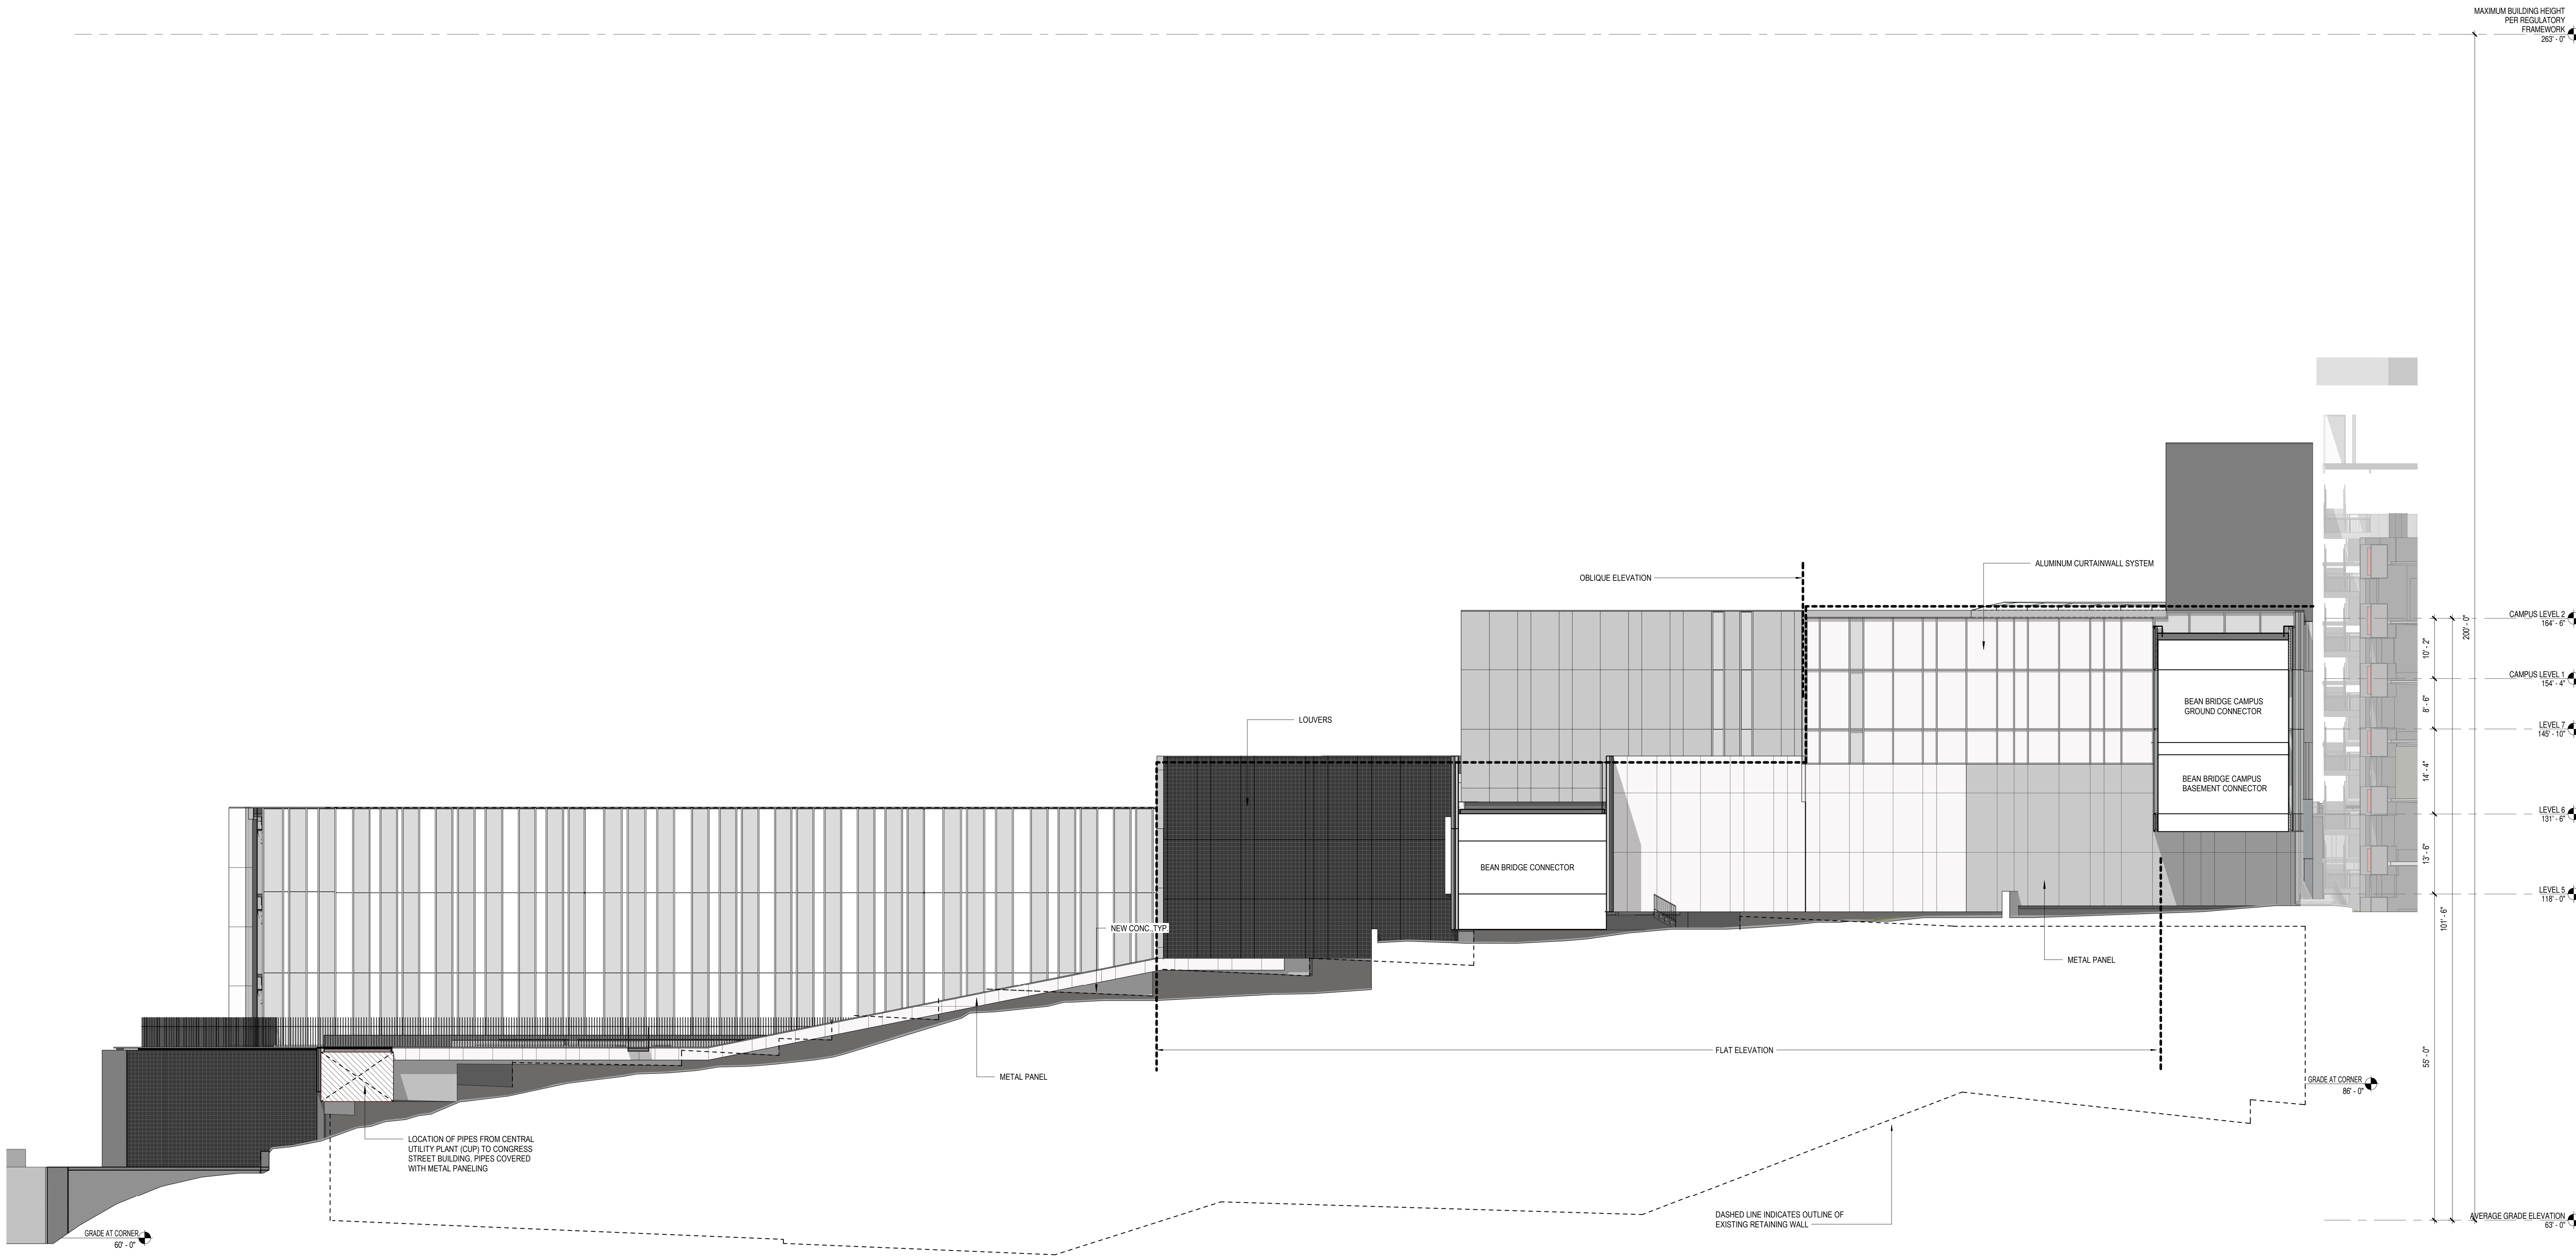 MAXIMUM BUILDING HEIGHT
PER REGULATORY
FRAMEWORK
263' - 0"
OBLIQUE ELEVATION
ALUMINUM CURTAINWALL SYSTEM
CAMPUS LEVEL 2
164' - 6"
200' - 0"
10' - 2"
CAMPUS LEVEL 1
154' - 4"
8' - 6"
BEAN BRIDGE CAMPUS
GROUND CONNECTOR
LOUVERS
LEVEL 7
145' - 10"
14' - 4"
BEAN BRIDGE CAMPUS
BASEMENT CONNECTOR
LEVEL 6
131' - 6"
13' - 6"
BEAN BRIDGE CONNECTOR
LEVEL 5
118' - 0"
101' - 6"
NEW CONC.,TYP.
METAL PANEL
FLAT ELEVATION
55' - 0"
METAL PANEL
GRADE AT CORNER
86' - 0"
LOCATION OF PIPES FROM CENTRAL
UTILITY PLANT (CUP) TO CONGRESS
STREET BUILDING, PIPES COVERED
WITH METAL PANELING
DASHED LINE INDICATES OUTLINE OF
EXISTING RETAINING WALL
AVERAGE GRADE ELEVATION
63' - 0"
GRADE AT CORNER
60' - 0"